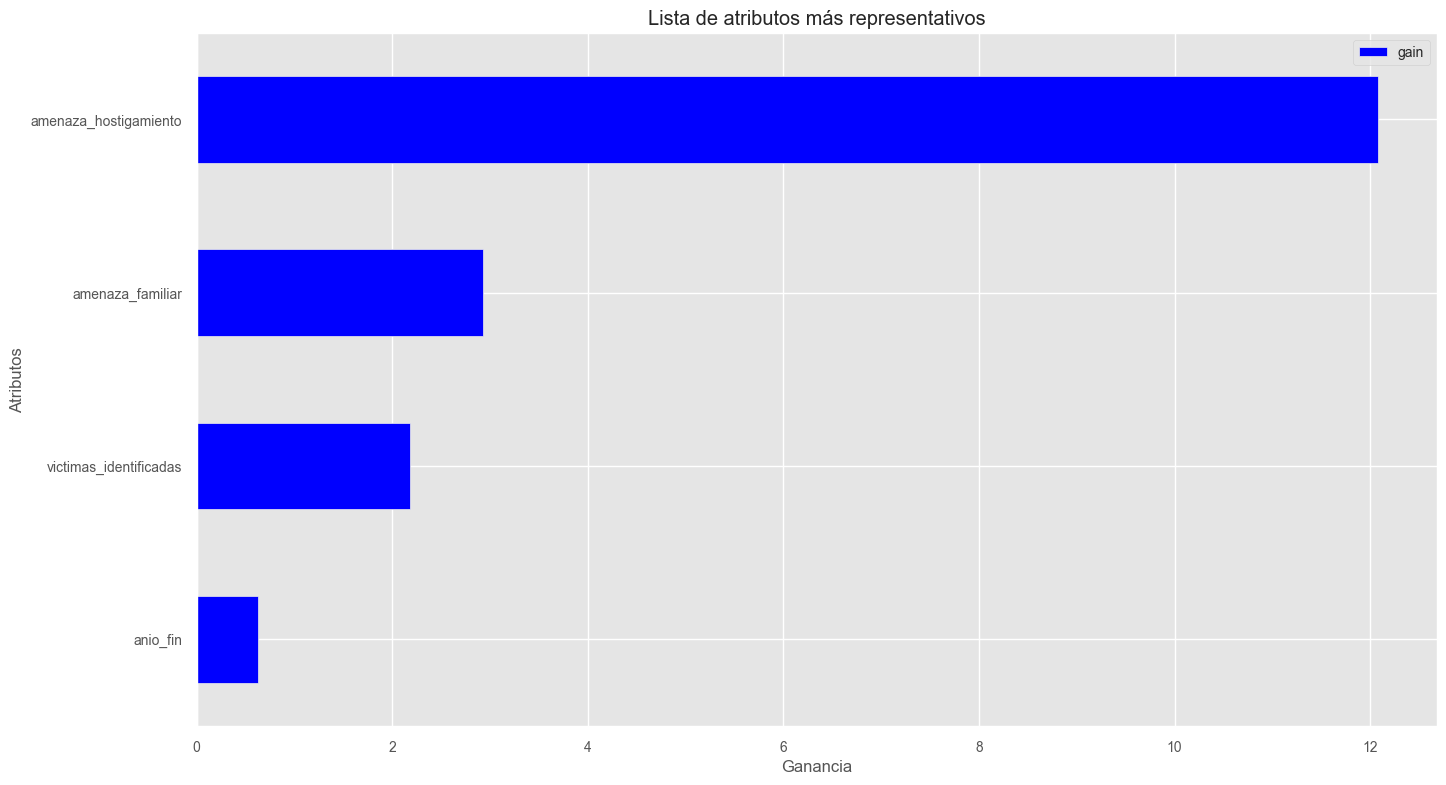 Lista de atributos más representativos
gain
amenaza_hostigamiento
amenaza_familiar
victimas_identificadas
anio_fin
Atributos
0 2 4 6 8 10 12
Ganancia